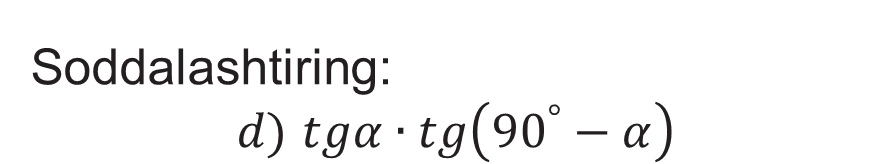 Soddalashtiring:
d) tgα · tg(90° − α)